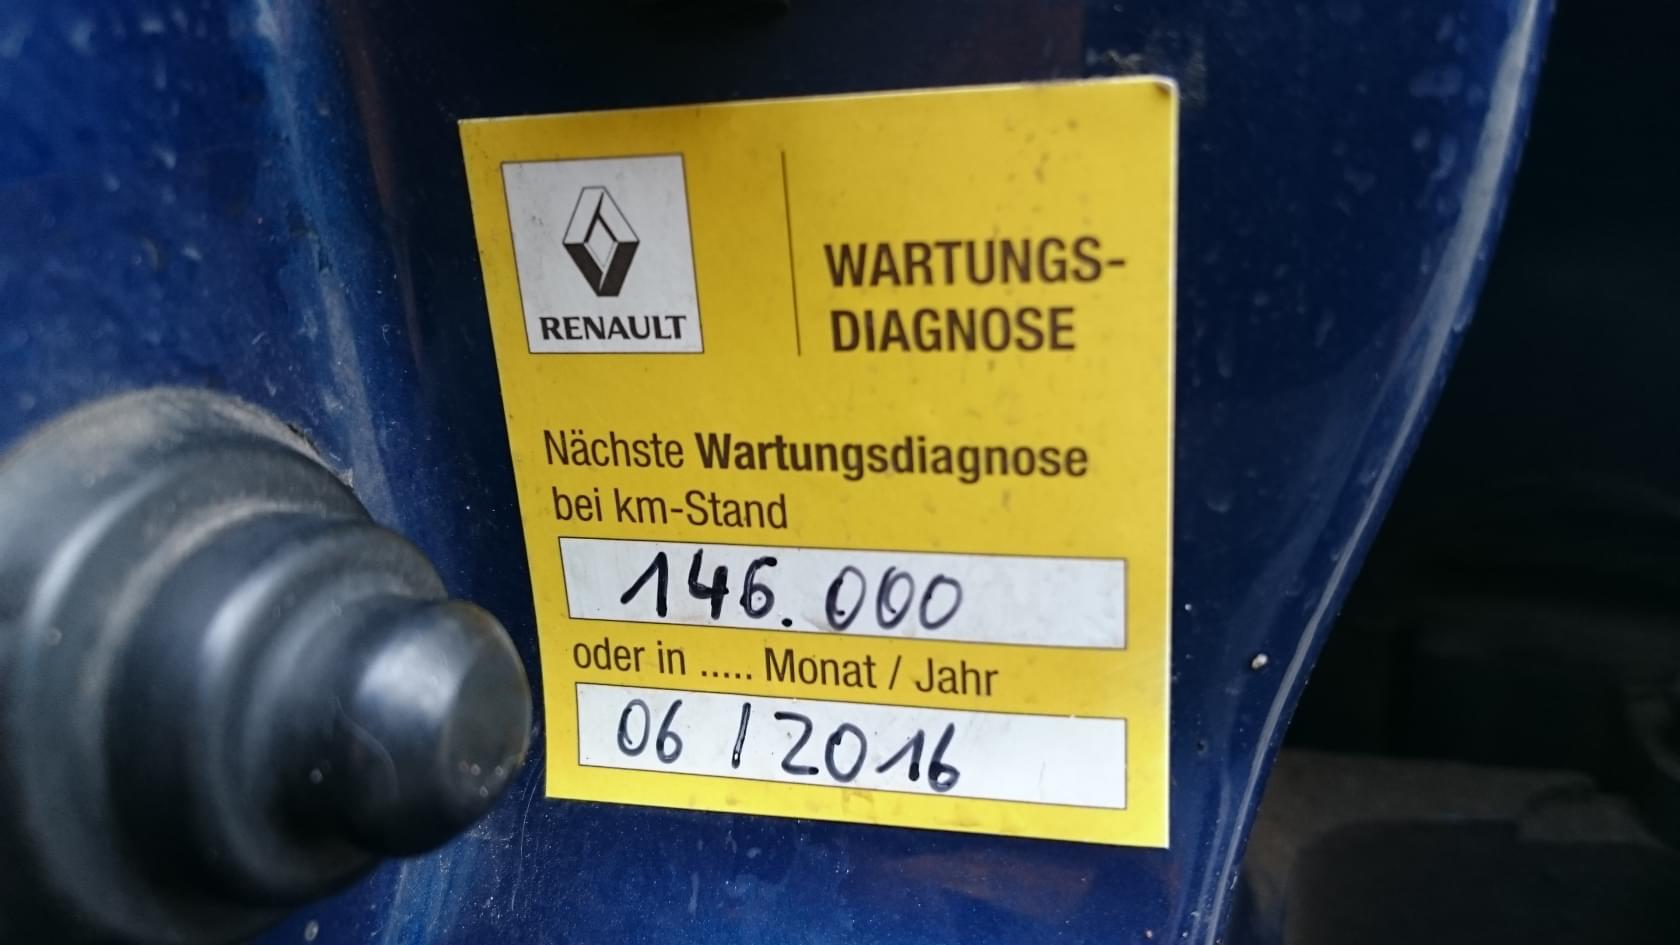 RENAULT
WARTUNGS-
DIAGNOSE
Nächste Wartungsdiagnose
bei km-Stand
146.000
oder in ..... Monat / Jahr
06 / 2016